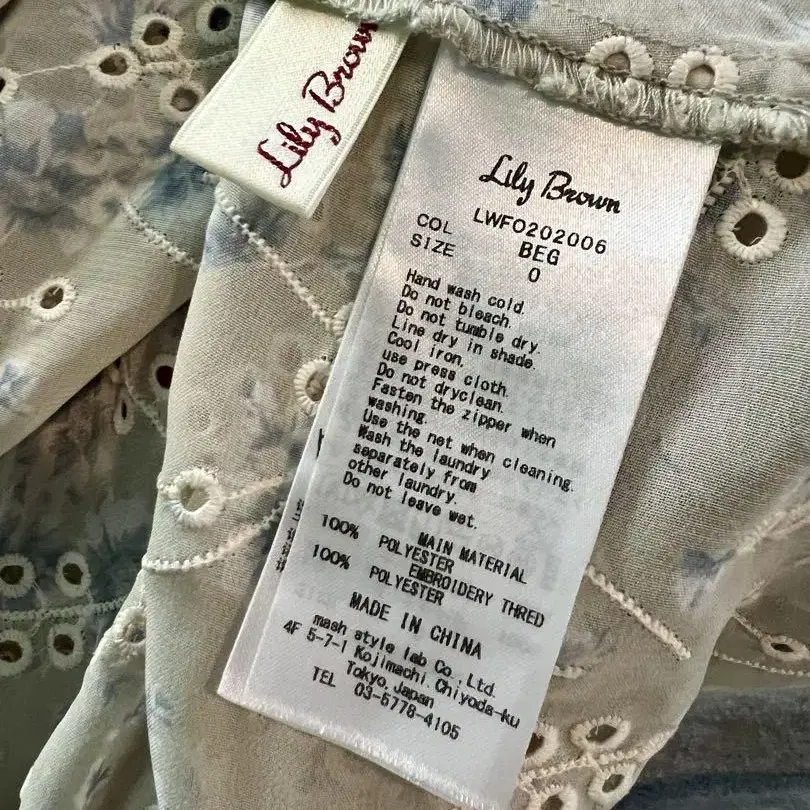 Lily Brown
Lily Brown
LWFO202006
COL BEG
SIZE 0
Hand wash cold.
Do not bleach.
Do not tumble dry.
Line dry in shade.
Cool iron,
use press cloth.
Do not dryclean.
Fasten the zipper when
washing.
Use the net when cleaning.
Wash the laundry
separately from
other laundry.
Do not leave wet.
MAIN MATERIAL
100% POLYESTER
EMBROIDERY THRED
100% POLYESTER
MADE IN CHINA
mash style lab Co., Ltd.
4F 5-7-1 Kojimachi Chiyoda-ku
Tokyo, Japan
TEL 03-5778-4105